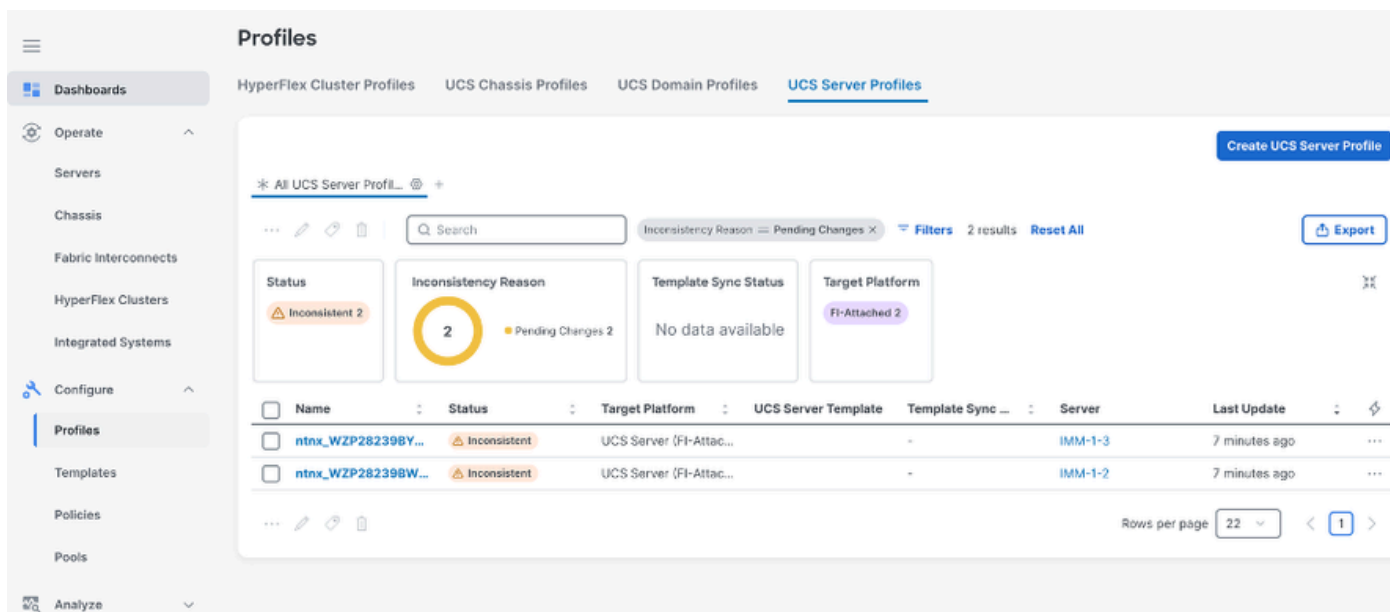 Profiles
HyperFlex Cluster Profiles UCS Chassis Profiles UCS Domain Profiles UCS Server Profiles
Dashboards
Operate
Servers
Chassis
Fabric Interconnects
HyperFlex Clusters
Integrated Systems
Configure
Profiles
Templates
Policies
Pools
Analyze
Create UCS Server Profile
All UCS Server Profil... +
Search
Inconsistency Reason = Pending Changes ×
Filters 2 results Reset All
Export
Status
Inconsistent 2
Inconsistency Reason
2
Pending Changes 2
Template Sync Status
No data available
Target Platform
FI-Attached 2
Name Status Target Platform UCS Server Template Template Sync ... Server Last Update
ntnx_WZP28239BY... Inconsistent UCS Server (FI-Attac... - IMM-1-3 7 minutes ago ...
ntnx_WZP28239BW... Inconsistent UCS Server (FI-Attac... - IMM-1-2 7 minutes ago ...
Rows per page 22 1